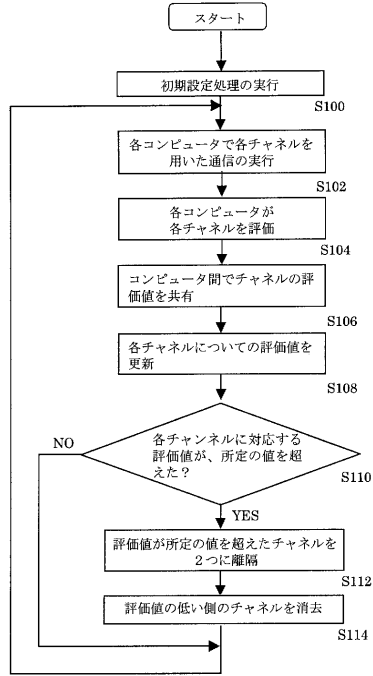 スタート
初期設定処理の実行
S100
各コンピュータで各チャネルを
用いた通信の実行
S102
各コンピュータが
各チャネルを評価
S104
コンピュータ間でチャネルの評
価値を共有
S106
各チャネルについての評価値を
更新
S108
NO
各チャンネルに対応する
評価値が、所定の値を超
えた？
S110
YES
評価値が所定の値を超えたチャネルを
２つに離隔
S112
評価値の低い側のチャネルを消去
S114